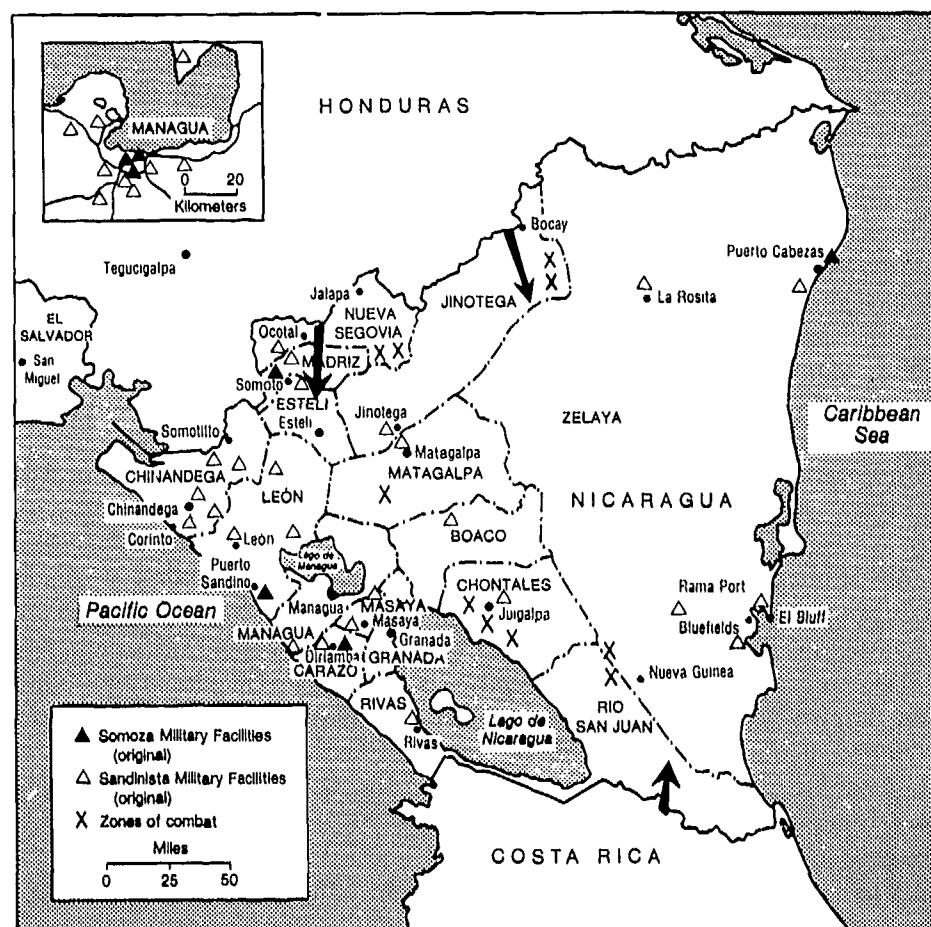 HONDURAS
MANAGUA
0 20
Kilometers
Tegucigalpa
Bocay
Puerto Cabezas
Jalapa
JINOTEGA
La Rosita
EL
SALVADOR
San
Miguel
NUEVA
SEGOVIA
Ocotal
MADRIZ
Somoto
ESTELI
Esteli
Jinotega
ZELAYA
Caribbean
Sea
Somotillo
Matagalpa
MATAGALPA
CHINANDEGA
LEÓN
NICARAGUA
Chinandega
Corinto
León
BOACO
Lago de
Managua
Puerto
Sandino
CHONTALES
Rama Port
Pacific Ocean
Managua
MASAYA
Juigalpa
El Bluff
Masaya
Bluefields
MANAGUA
Granada
Diriamba
GRANADA
CARAZO
Nueva Guinea
RIVAS
RIO
SAN JUAN
Lago de
Nicaragua
Rivas
Somoza Military Facilities
(original)
Sandinista Military Facilities
(original)
X Zones of combat
Miles
0 25 50
COSTA RICA